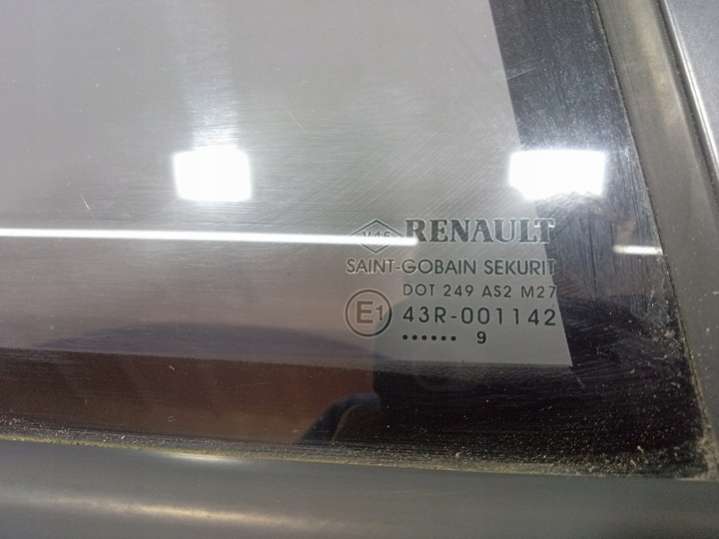 RENAULT
SAINT-GOBAIN SEKURIT
DOT 249 AS2 M27
E1 43R-001142
•••••• 9